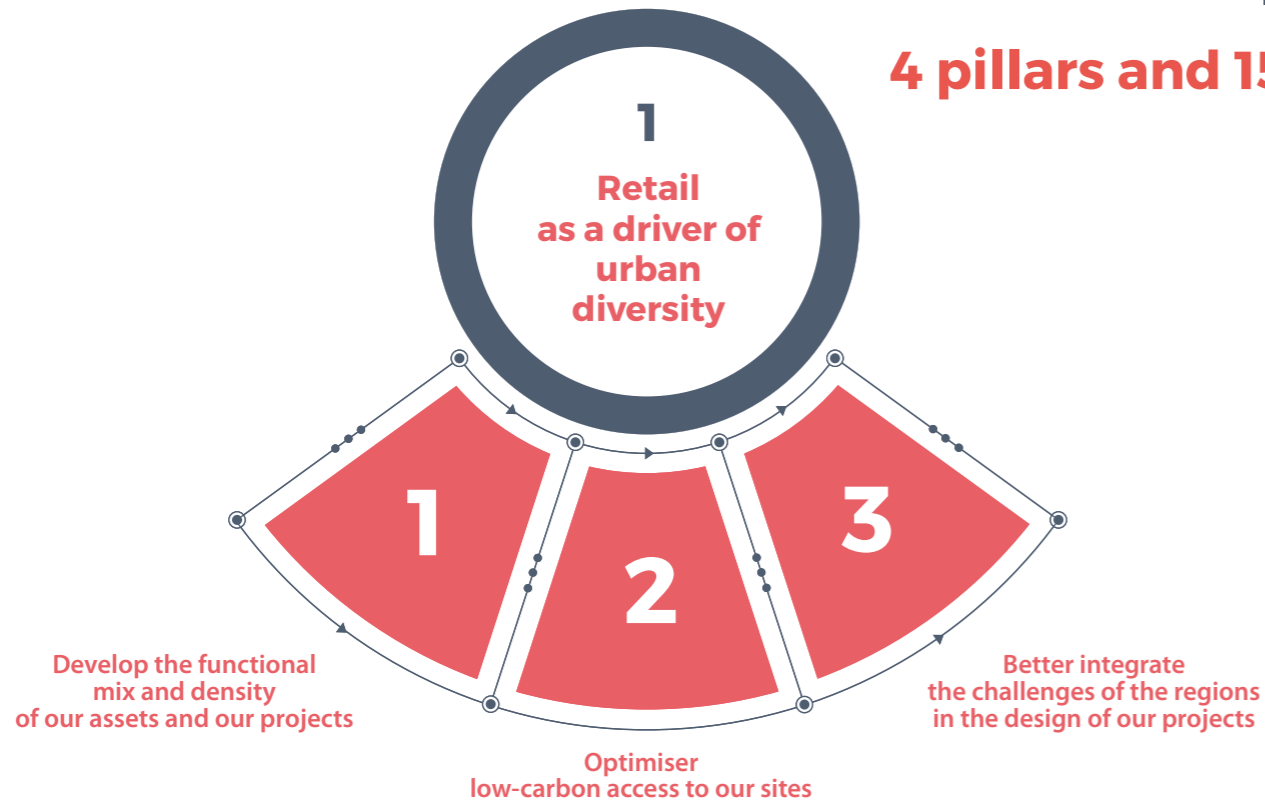 4 pillars and 15
1
Retail
as a driver of
urban
diversity
1
2
3
Develop the functional
mix and density
of our assets and our projects
Optimiser
low-carbon access to our sites
Better integrate
the challenges of the regions
in the design of our projects